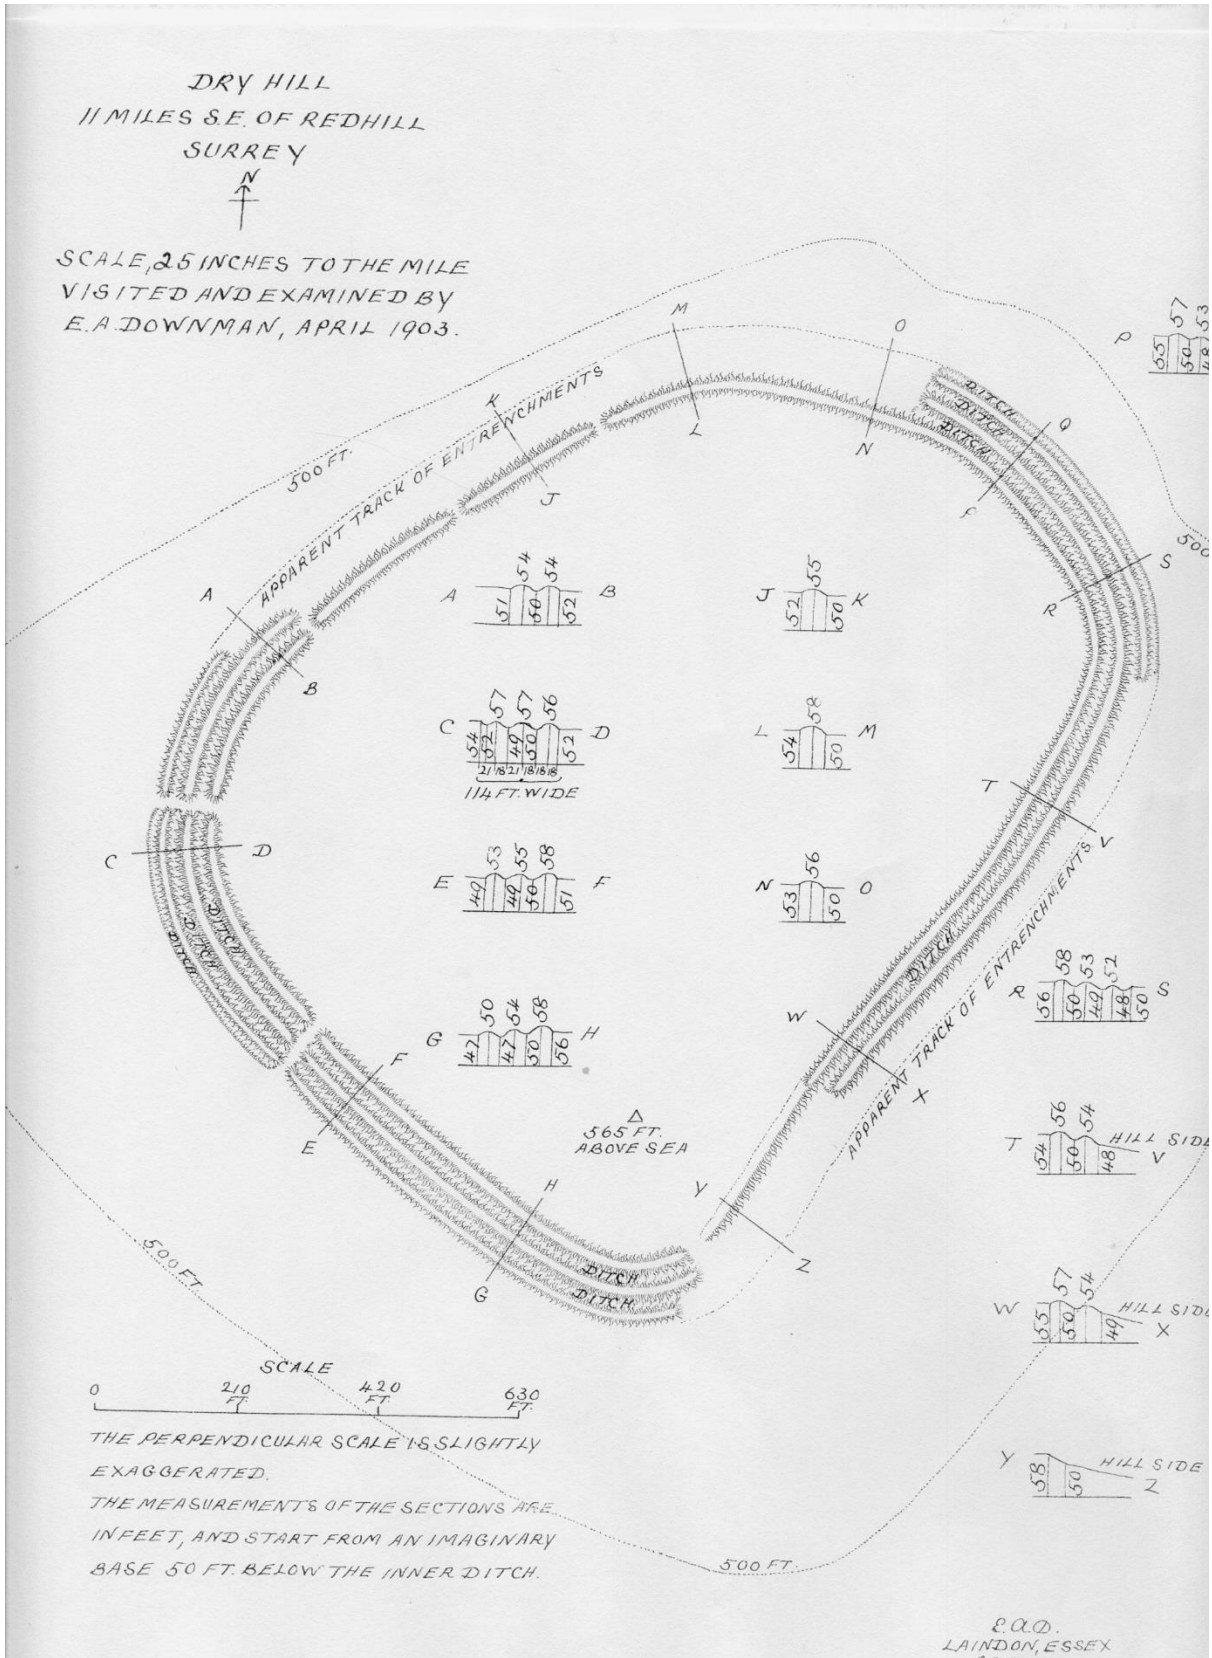 DRY HILL
11 MILES S.E. OF REDHILL
SURREY
N
SCALE, 25 INCHES TO THE MILE
VISITED AND EXAMINED BY
E.A. DOWNMAN, APRIL 1903.
500 FT.
APPARENT TRACK OF ENTRENCHMENTS
K
J
M
L
O
N
DITCH
DITCH
DITCH
Q
P
S
R
500
P
57 53
55 50 48
A
B
A 54 54 B
51 50 52
J 55 K
52 50
C 57 57 56 D
54 52 49 50 52
21 18 21 18 18 18
114 FT. WIDE
L 58 M
54 50
C
D
T
V
E 53 55 58 F
49 49 50 51
N 56 O
53 50
DITCH
DITCH
DITCH
DITCH
APPARENT TRACK OF ENTRENCHMENTS
R 58 53 52 S
56 50 49 48 50
G 50 54 58 H
47 47 50 56
W
X
F
E
565 FT.
ABOVE SEA
T 56 54 HILL SIDE V
54 50 48
H
G
Y
Z
500 FT.
DITCH
DITCH
W 57 54 HILL SIDE X
55 50 49
SCALE
0 210 FT. 420 FT. 630 FT.
THE PERPENDICULAR SCALE IS SLIGHTLY
EXAGGERATED.
THE MEASUREMENTS OF THE SECTIONS ARE
IN FEET, AND START FROM AN IMAGINARY
BASE 50 FT. BELOW THE INNER DITCH.
Y HILL SIDE Z
58 50
500 FT.
E.A.D.
LAINDON, ESSEX